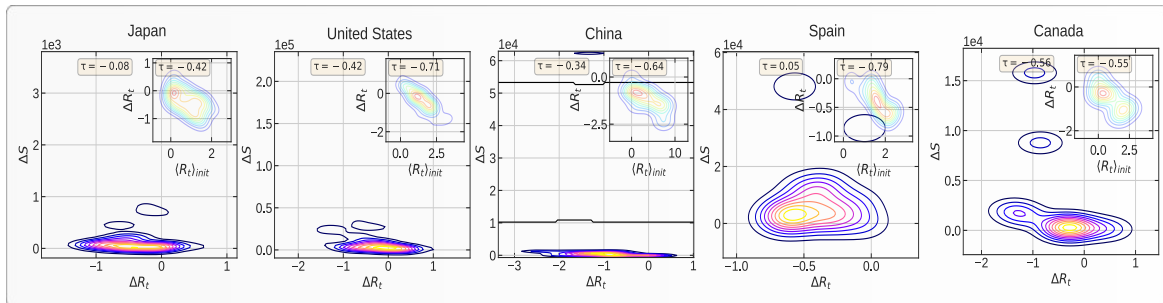 Japan
1e3
τ = −0.08
τ = −0.42
1
0
−1
ΔR_t
0
2
⟨R_t⟩_init
3
2
1
0
ΔS
−1
0
1
ΔR_t
United States
1e5
τ = −0.42
τ = −0.71
0
−2
ΔR_t
0.0
2.5
⟨R_t⟩_init
2.0
1.5
1.0
0.5
0.0
ΔS
−2
−1
0
1
ΔR_t
China
1e4
τ = −0.34
τ = −0.64
0.0
−2.5
ΔR_t
0
10
⟨R_t⟩_init
6
5
4
3
2
1
0
ΔS
−3
−2
−1
0
1
ΔR_t
Spain
1e4
τ = 0.05
τ = −0.79
0.0
−0.5
−1.0
ΔR_t
1
2
⟨R_t⟩_init
6
4
2
0
ΔS
−1.0
−0.5
0.0
ΔR_t
Canada
1e4
τ = −0.56
τ = −0.55
0
−2
ΔR_t
0.0
2.5
⟨R_t⟩_init
1.5
1.0
0.5
0.0
ΔS
−2
−1
0
1
ΔR_t